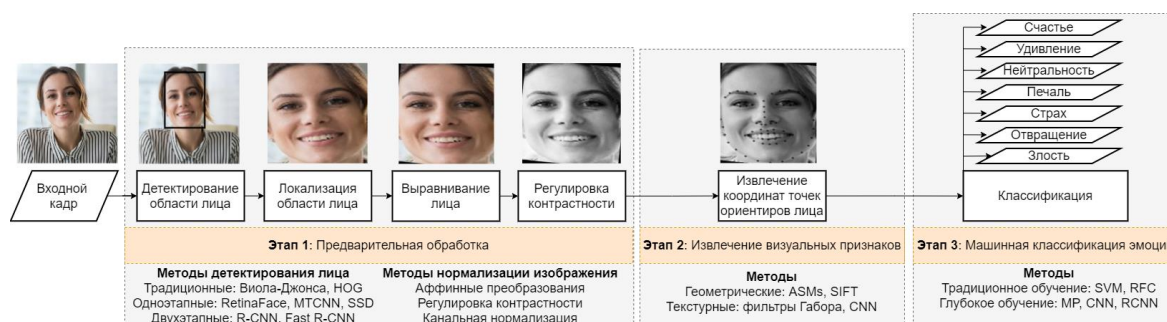 Счастье
Удивление
Нейтральность
Печаль
Страх
Отвращение
Злость
Входной
кадр
Детектирование
области лица
Локализация
области лица
Выравнивание
лица
Регулировка
контрастности
Извлечение
координат точек
ориентиров лица
Классификация
Этап 1: Предварительная обработка
Этап 2: Извлечение визуальных признаков
Этап 3: Машинная классификация эмоци
Методы детектирования лица
Традиционные: Виола-Джонса, HOG
Одноэтапные: RetinaFace, MTCNN, SSD
Двухэтапные: R-CNN, Fast R-CNN
Методы нормализации изображения
Аффинные преобразования
Регулировка контрастности
Канальная нормализация
Методы
Геометрические: ASMs, SIFT
Текстурные: фильтры Габора, CNN
Методы
Традиционное обучение: SVM, RFC
Глубокое обучение: MP, CNN, RCNN